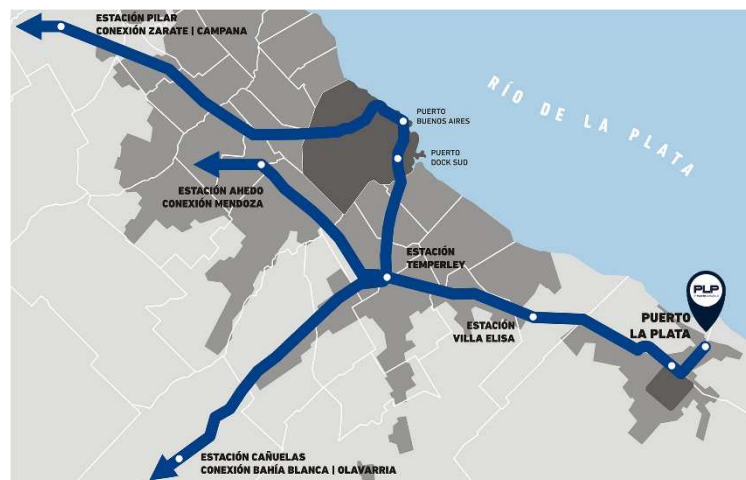 ESTACIÓN PILAR
CONEXIÓN ZARATE | CAMPANA
RÍO DE LA PLATA
PUERTO
BUENOS AIRES
PUERTO
DOCK SUD
ESTACIÓN AHEDO
CONEXIÓN MENDOZA
ESTACIÓN
TEMPERLEY
PLP
PUERTO
LA PLATA
ESTACIÓN
VILLA ELISA
ESTACIÓN CAÑUELAS
CONEXIÓN BAHÍA BLANCA | OLAVARRIA